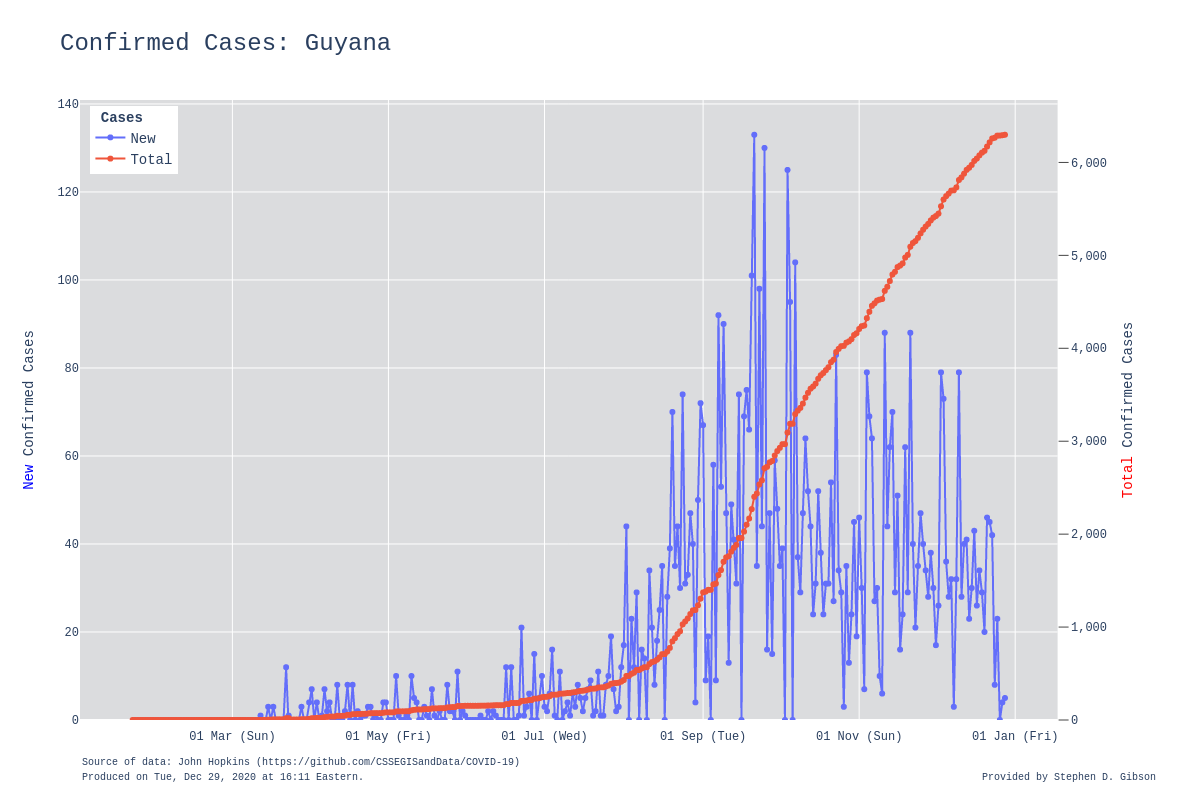 Confirmed Cases: Guyana
Cases
New
Total
140
120
100
80
60
40
20
0
6,000
5,000
4,000
3,000
2,000
1,000
0
New Confirmed Cases
Total Confirmed Cases
01 Mar (Sun) 01 May (Fri) 01 Jul (Wed) 01 Sep (Tue) 01 Nov (Sun) 01 Jan (Fri)
Source of data: John Hopkins (https://github.com/CSSEGISandData/COVID-19)
Produced on Tue, Dec 29, 2020 at 16:11 Eastern.
Provided by Stephen D. Gibson